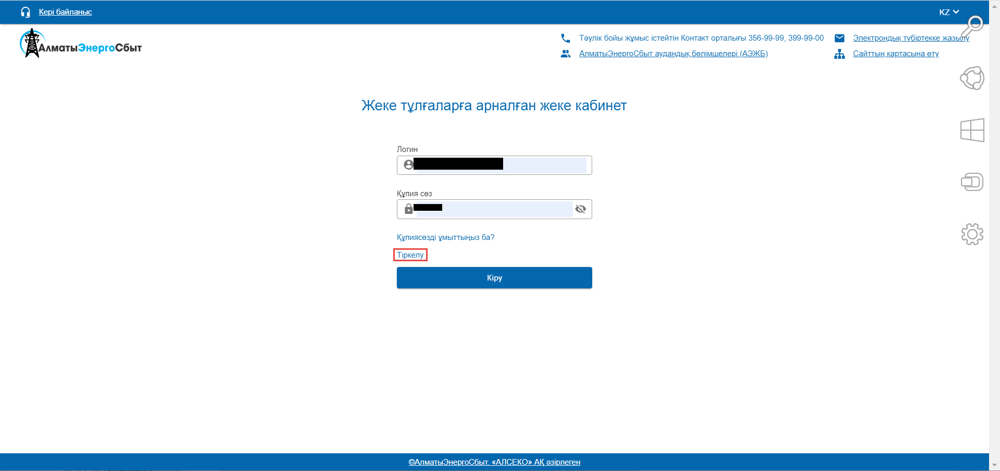 Кері байланыс
KZ
АлматыЭнергоСбыт
Тәулік бойы жұмыс істейтін Контакт орталығы 356-99-99, 399-99-00
Электрондық түбіртекке жазылу
АлматыЭнергоСбыт аудандық бөлімшелері (АЭЖБ)
Сайттың картасына өту
Жеке тұлғаларға арналған жеке кабинет
Логин
Құпия сөз
Құпиясөзді ұмыттыңыз ба?
Тіркелу
Кіру
©АлматыЭнергоСбыт. «АЛСЕКО» АҚ әзірлеген